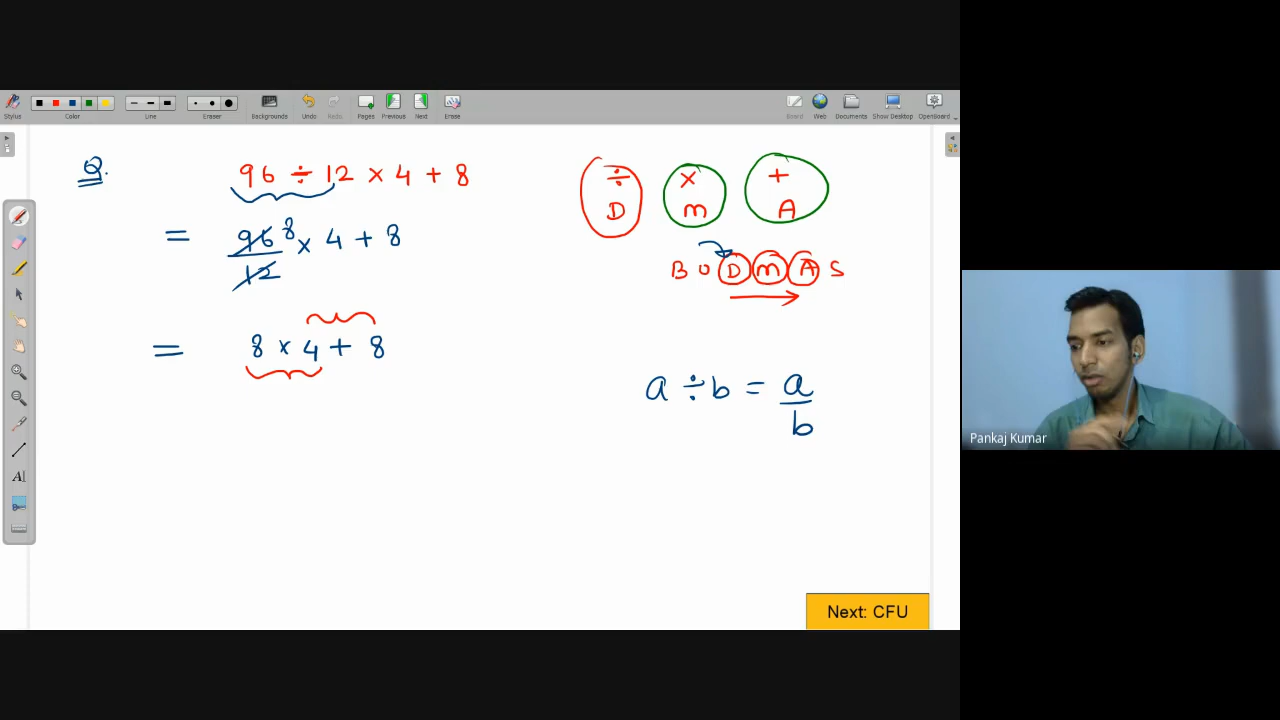 Stylus
Color
Line
Eraser
Backgrounds
Undo
Redo
Pages
Previous
Next
Erase
Board
Web
Documents
Show Desktop
OpenBoard
Q.
96 ÷ 12 × 4 + 8
= 96/12 8 × 4 + 8
= 8 × 4 + 8
÷ × +
D m A
B O D m A S
a ÷ b = a/b
Next: CFU
Pankaj Kumar